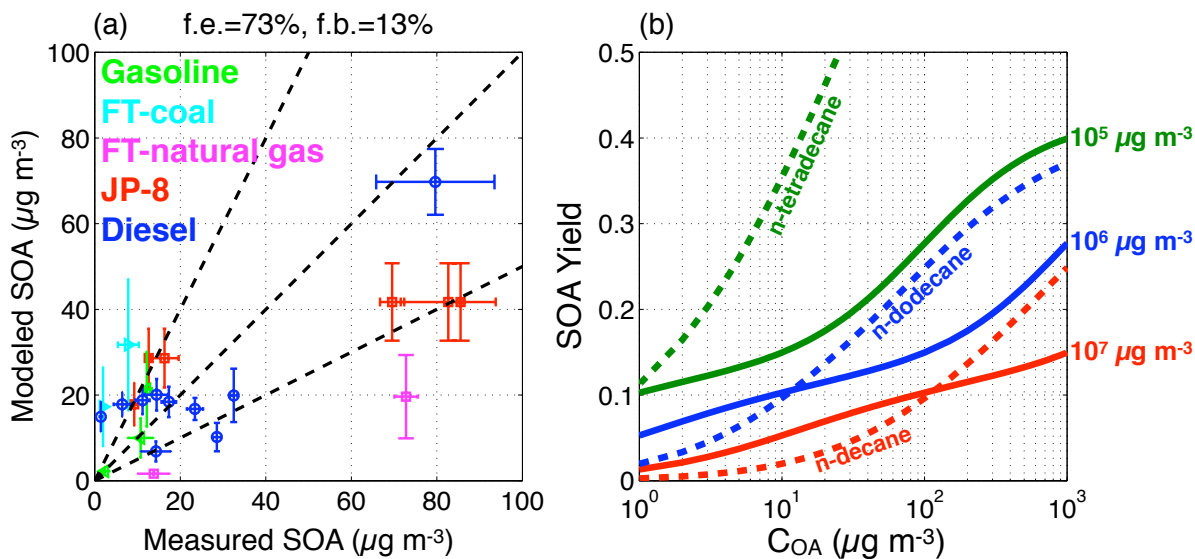 (a) f.e.=73%, f.b.=13%
100
80
60
40
20
0
0 20 40 60 80 100
Modeled SOA (µg m-3)
Measured SOA (µg m-3)
Gasoline
FT-coal
FT-natural gas
JP-8
Diesel
(b)
0.5
0.4
0.3
0.2
0.1
0
10⁰ 10¹ 10² 10³
SOA Yield
C_OA (µg m-3)
n-tetradecane
n-dodecane
n-decane
10⁵ µg m-3
10⁶ µg m-3
10⁷ µg m-3